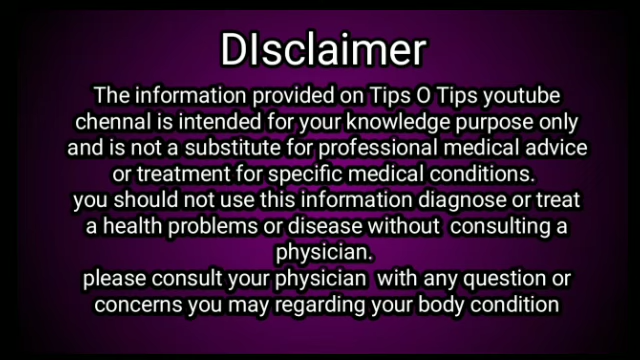 DIsclaimer
The information provided on Tips O Tips youtube
chennal is intended for your knowledge purpose only
and is not a substitute for professional medical advice
or treatment for specific medical conditions.
you should not use this information diagnose or treat
a health problems or disease without  consulting a
physician.
please consult your physician  with any question or
concerns you may regarding your body condition